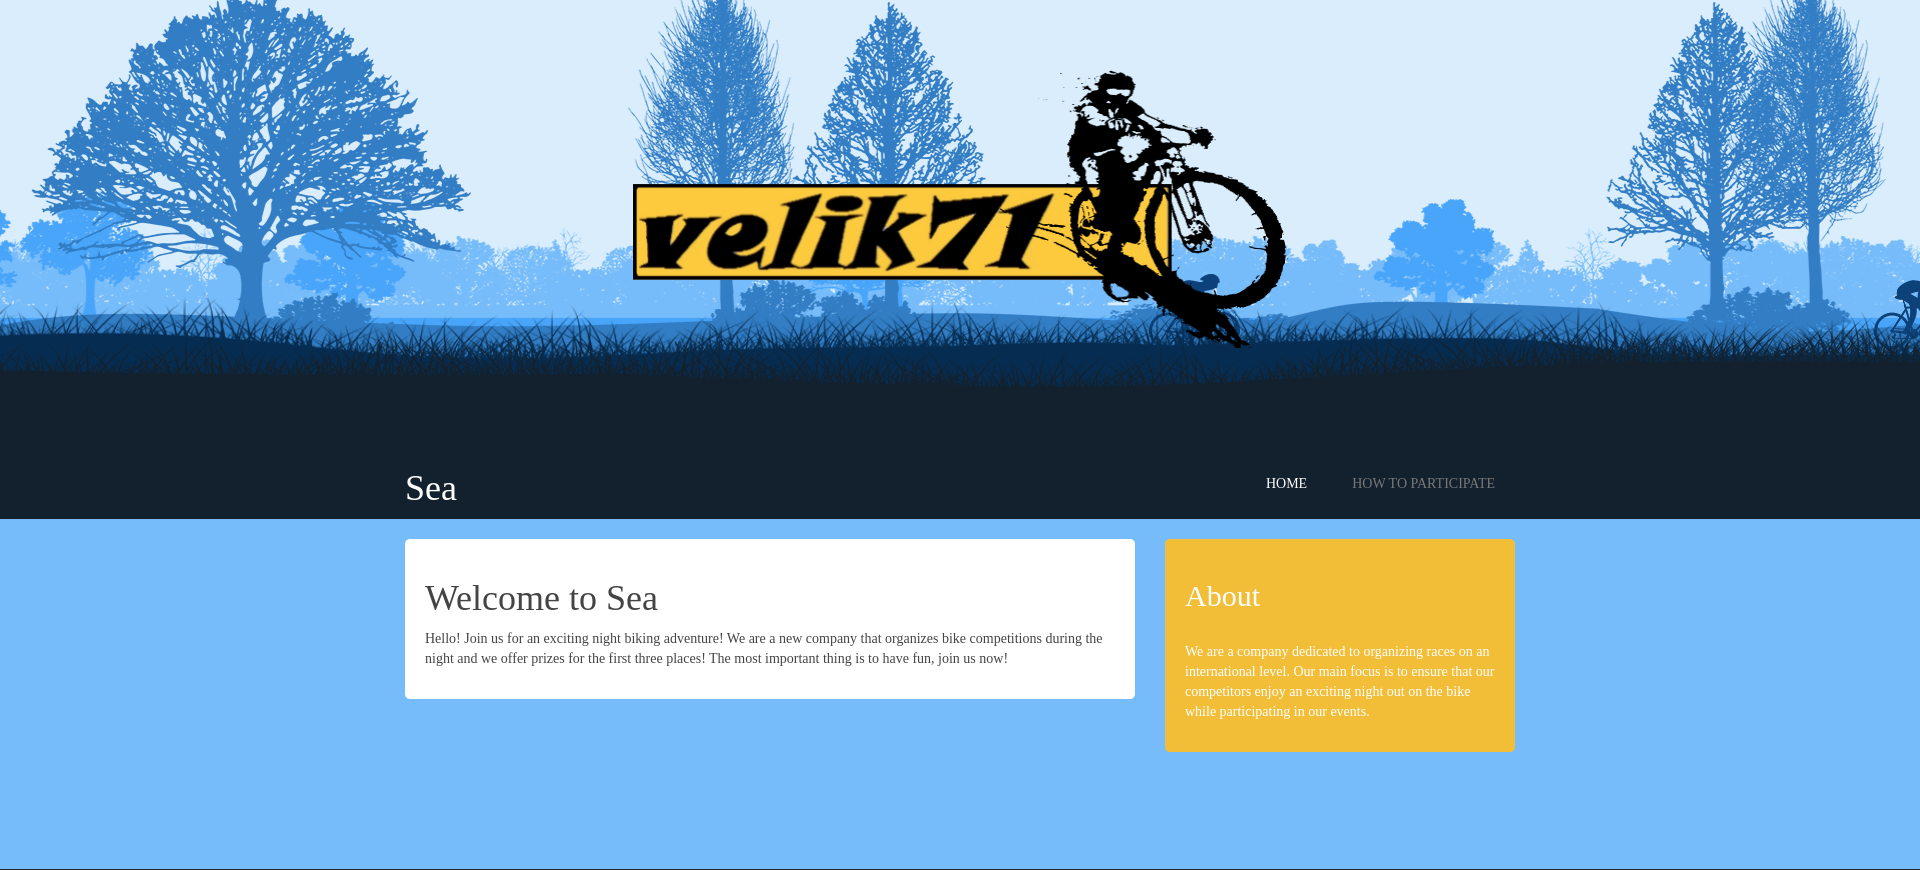 velik71
Sea
HOME
HOW TO PARTICIPATE
Welcome to Sea
Hello! Join us for an exciting night biking adventure! We are a new company that organizes bike competitions during the
night and we offer prizes for the first three places! The most important thing is to have fun, join us now!
About
We are a company dedicated to organizing races on an
international level. Our main focus is to ensure that our
competitors enjoy an exciting night out on the bike
while participating in our events.